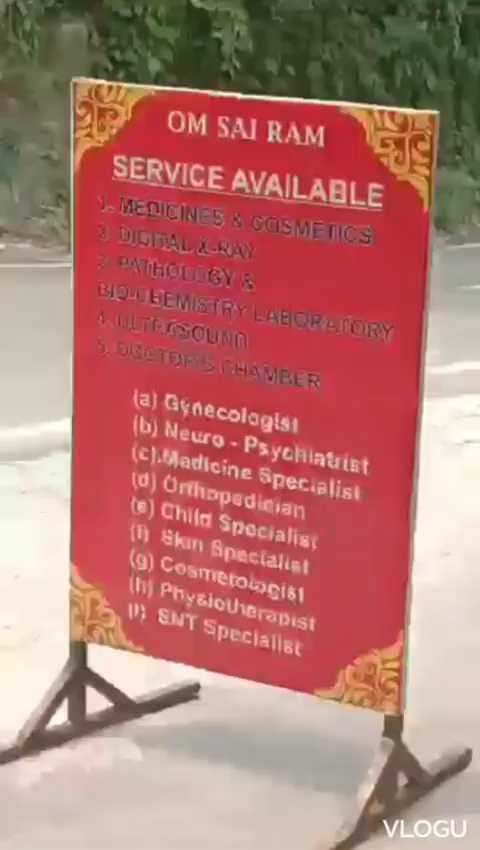 OM SAI RAM
SERVICE AVAILABLE
1. MEDICINES & COSMETICS
2. DIGITAL X-RAY
3. PATHOLOGY &
BIO-CHEMISTRY LABORATORY
4. ULTRASOUND
5. DOCTOR'S CHAMBER
(a) Gynecologist
(b) Neuro - Psychiatrist
(c).Madicine Specialist
(d) Orthopedician
(e) Child Specialist
(f) Skin Specialist
(g) Cosmetologist
(h) Physiotherapist
(i) ENT Specialist
VLOGU